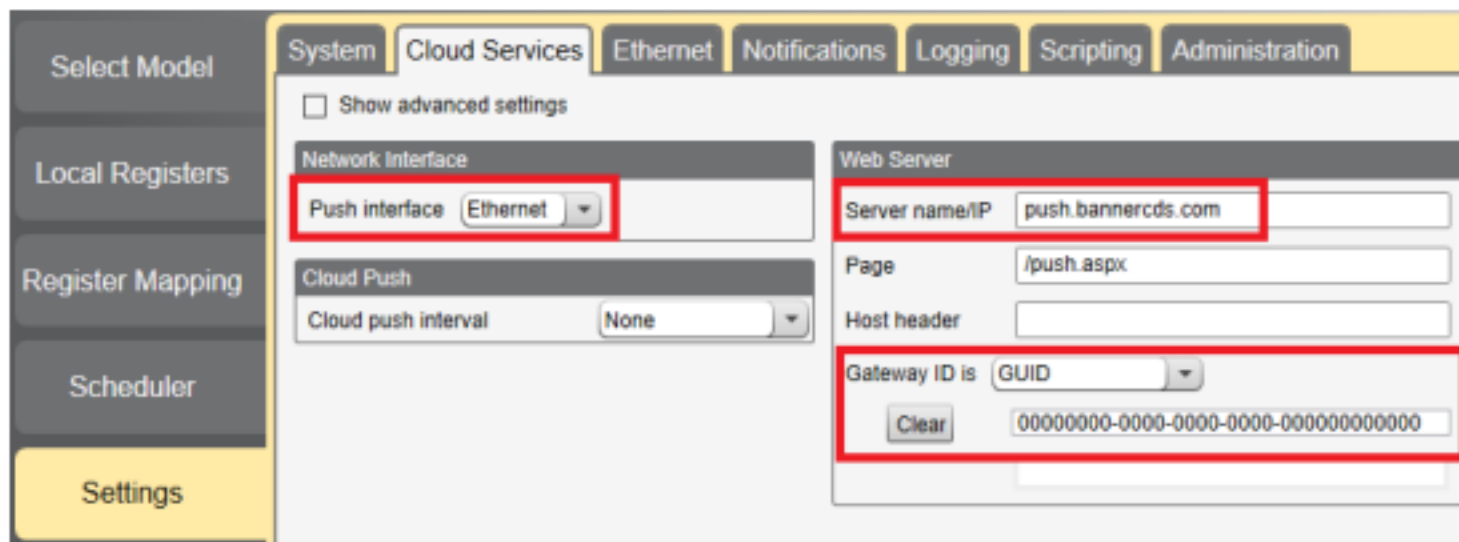 Select Model
Local Registers
Register Mapping
Scheduler
Settings
System Cloud Services Ethernet Notifications Logging Scripting Administration
Show advanced settings
Network Interface
Push interface Ethernet
Cloud Push
Cloud push interval None
Web Server
Server name/IP push.bannercds.com
Page /push.aspx
Host header
Gateway ID is GUID
Clear 00000000-0000-0000-0000-000000000000